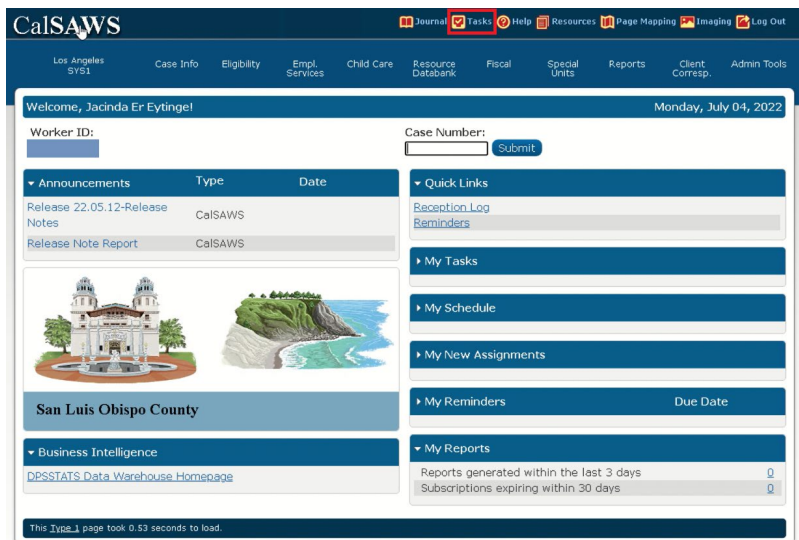 CalSAWS
Journal Tasks Help Resources Page Mapping Imaging Log Out
Los Angeles
SYS1
Case Info
Eligibility
Empl.
Services
Child Care
Resource
Databank
Fiscal
Special
Units
Reports
Client
Corresp.
Admin Tools
Welcome, Jacinda Er Eytinge!
Monday, July 04, 2022
Worker ID:
Case Number:
Submit
Announcements Type Date
Release 22.05.12-Release
Notes
CalSAWS
Release Note Report CalSAWS
San Luis Obispo County
Business Intelligence
DPSSTATS Data Warehouse Homepage
Quick Links
Reception Log
Reminders
My Tasks
My Schedule
My New Assignments
My Reminders Due Date
My Reports
Reports generated within the last 3 days 0
Subscriptions expiring within 30 days 0
This Type 1 page took 0.53 seconds to load.